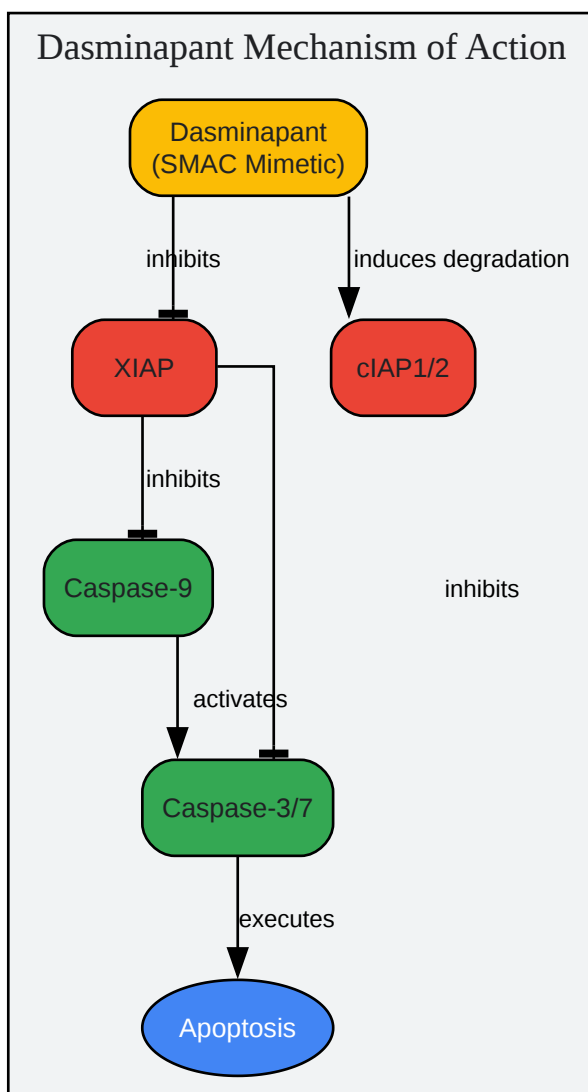 Dasminapant Mechanism of Action
Dasminapant
(SMAC Mimetic)
inhibits
induces degradation
XIAP
cIAP1/2
inhibits
Caspase-9
inhibits
activates
Caspase-3/7
executes
Apoptosis